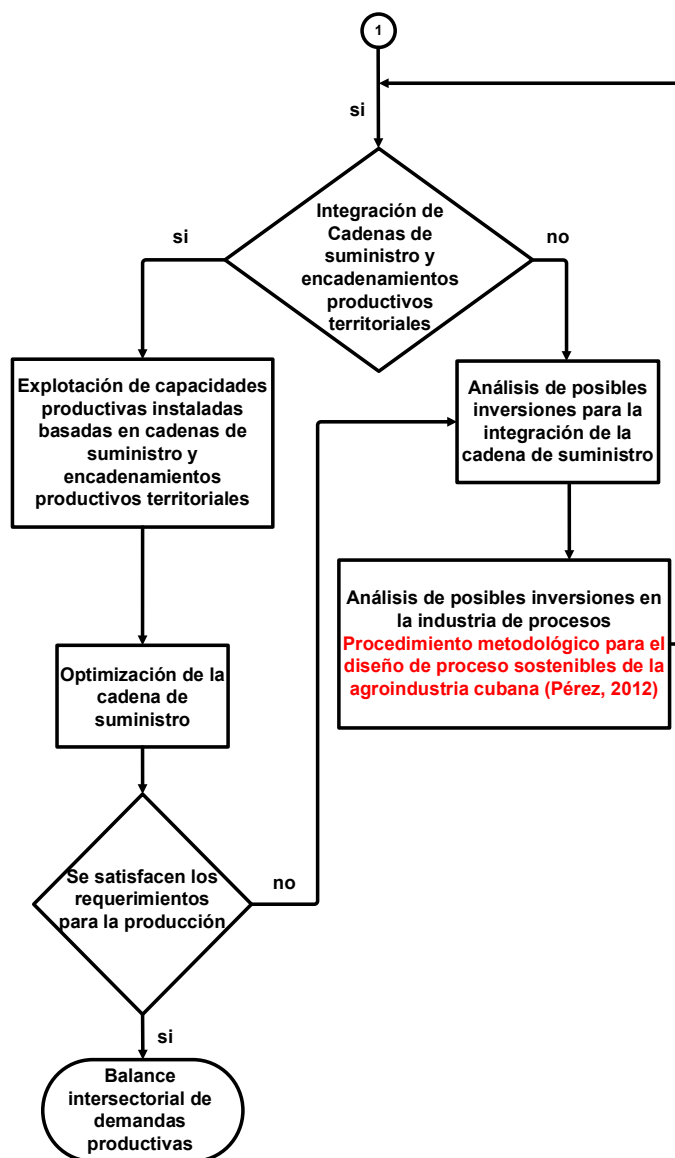 1
si
Integración de
Cadenas de
suministro y
encadenamientos
productivos
territoriales
si
no
Explotación de capacidades
productivas instaladas
basadas en cadenas de
suministro y
encadenamientos
productivos territoriales
Análisis de posibles
inversiones para la
integración de la
cadena de suministro
Análisis de posibles inversiones en
la industria de procesos
Procedimiento metodológico para el
diseño de proceso sostenibles de la
agroindustria cubana (Pérez, 2012)
Optimización de la
cadena de
suministro
Se satisfacen los
requerimientos
para la producción
no
si
Balance
intersectorial de
demandas
productivas